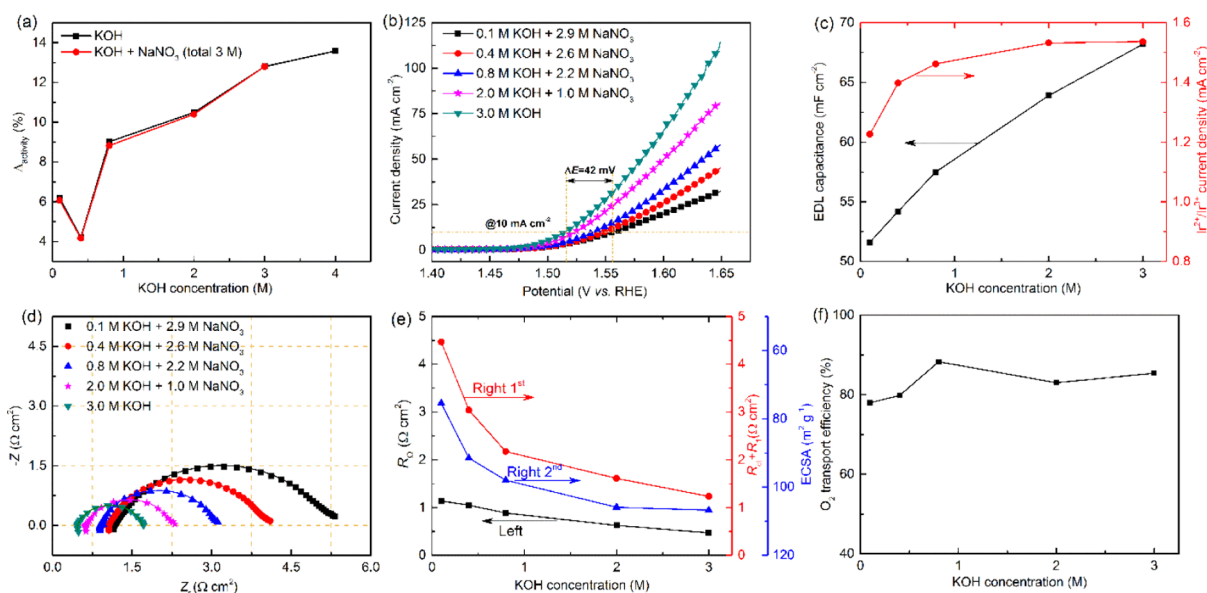 (a)
KOH
KOH + NaNO₃ (total 3 M)
Λactivity (%)
14
12
10
8
6
4
0 1 2 3 4
KOH concentration (M)
(b)
0.1 M KOH + 2.9 M NaNO₃
0.4 M KOH + 2.6 M NaNO₃
0.8 M KOH + 2.2 M NaNO₃
2.0 M KOH + 1.0 M NaNO₃
3.0 M KOH
ΔE=42 mV
@10 mA cm⁻²
Current density (mA cm⁻²)
125
100
75
50
25
0
1.40 1.45 1.50 1.55 1.60 1.65
Potential (V vs. RHE)
(c)
EDL capacitance (mF cm⁻²)
70
65
60
55
50
Ir²⁺/Ir³⁺ current density (mA cm⁻²)
1.6
1.4
1.2
1.0
0.8
0 1 2 3
KOH concentration (M)
(d)
0.1 M KOH + 2.9 M NaNO₃
0.4 M KOH + 2.6 M NaNO₃
0.8 M KOH + 2.2 M NaNO₃
2.0 M KOH + 1.0 M NaNO₃
3.0 M KOH
-Z (Ω cm²)
4.5
3.0
1.5
0.0
0.0 1.5 3.0 4.5 6.0
(Ω cm²)
(e)
Right 1st
Right 2nd
Left
RΩ (Ω cm²)
5
4
3
2
1
0
(Ω cm²)
5
4
3
2
1
0
ECSA (m² g⁻¹)
40
60
80
100
120
0 1 2 3
KOH concentration (M)
(f)
O₂ transport efficiency (%)
100
80
60
40
0 1 2 3
KOH concentration (M)